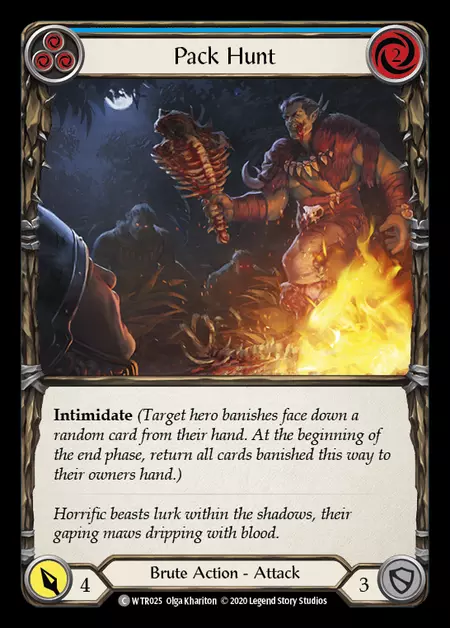 Pack Hunt
2
Intimidate (Target hero banishes face down a
random card from their hand. At the beginning of
the end phase, return all cards banished this way to
their owners hand.)
Horrific beasts lurk within the shadows, their
gaping maws dripping with blood.
4
Brute Action - Attack
3
C WTR025 Olga Khariton © 2020 Legend Story Studios